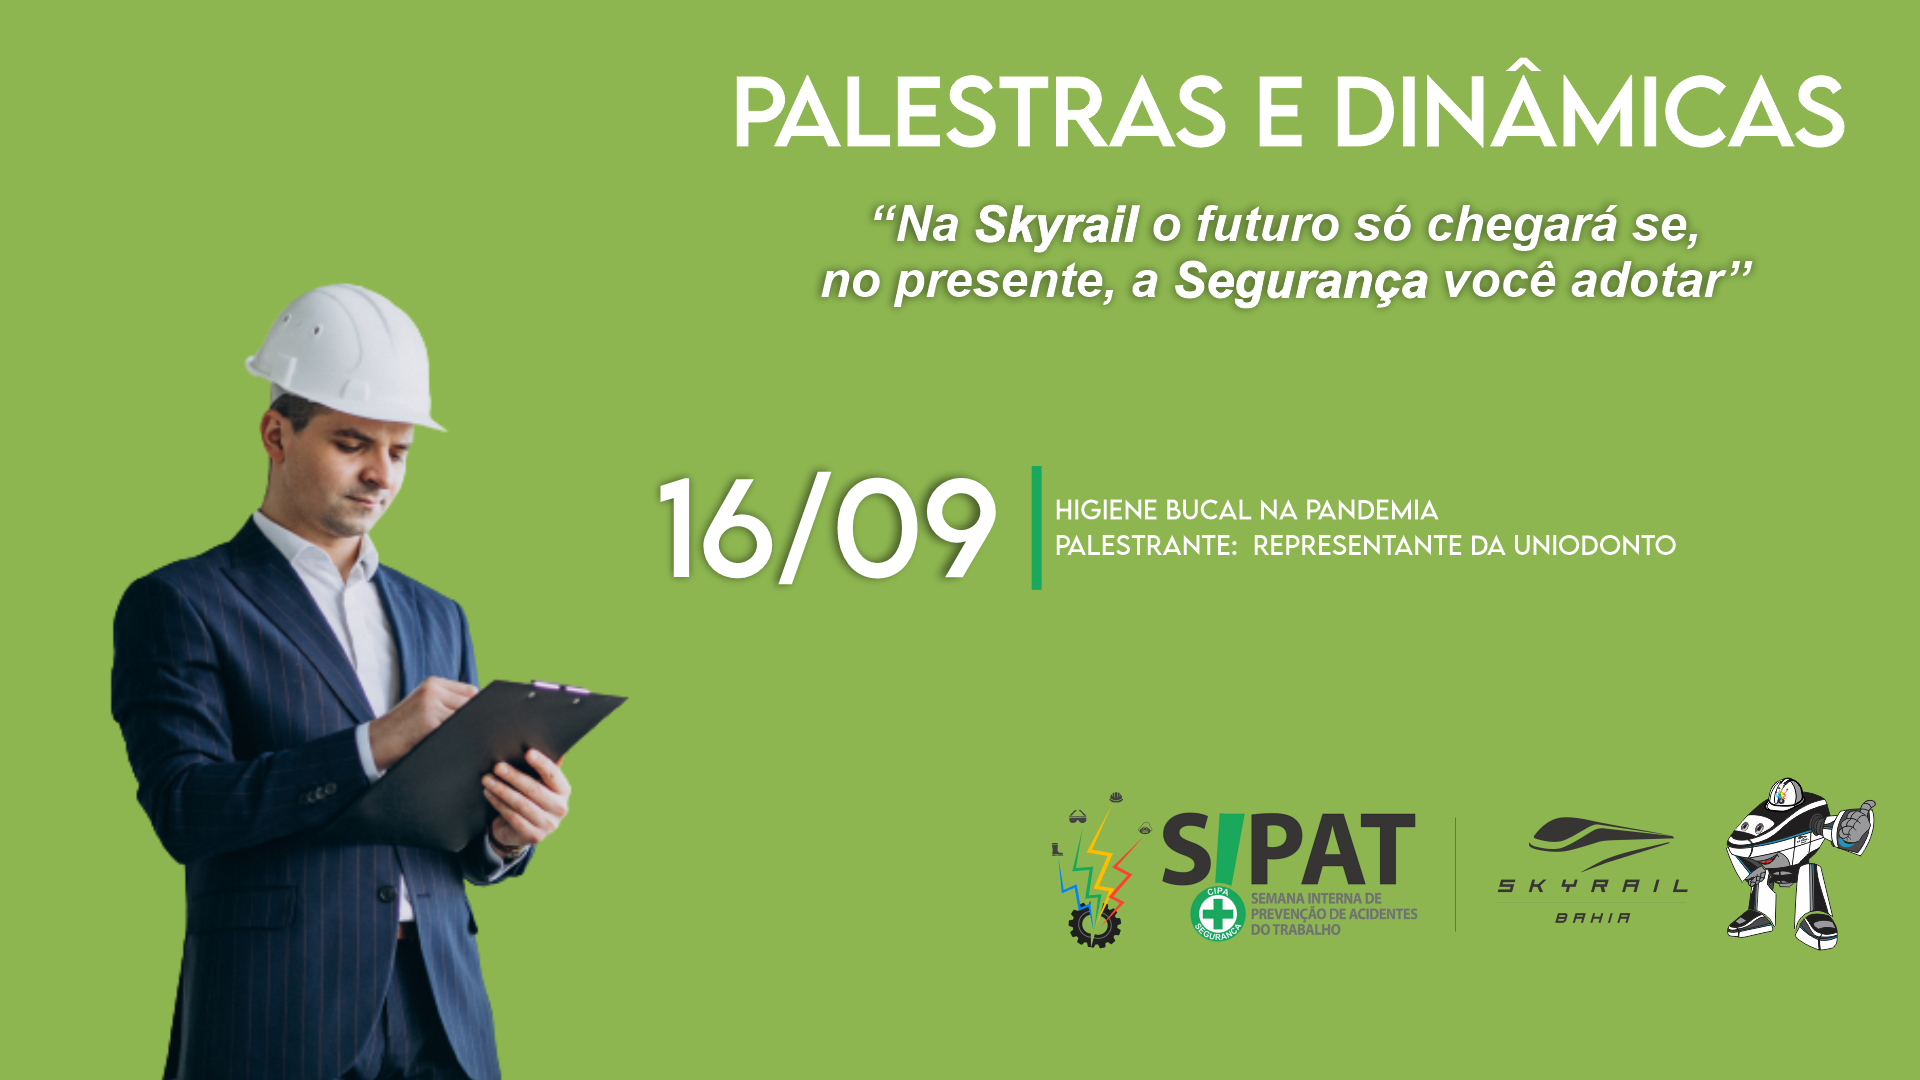 PALESTRAS E DINÂMICAS
“Na Skyrail o futuro só chegará se,
no presente, a Segurança você adotar”
16/09
HIGIENE BUCAL NA PANDEMIA
PALESTRANTE: REPRESENTANTE DA UNIODONTO
SIPAT
CIPA
SEGURANÇA
SEMANA INTERNA DE
PREVENÇÃO DE ACIDENTES
DO TRABALHO
SKYRAIL
BAHIA